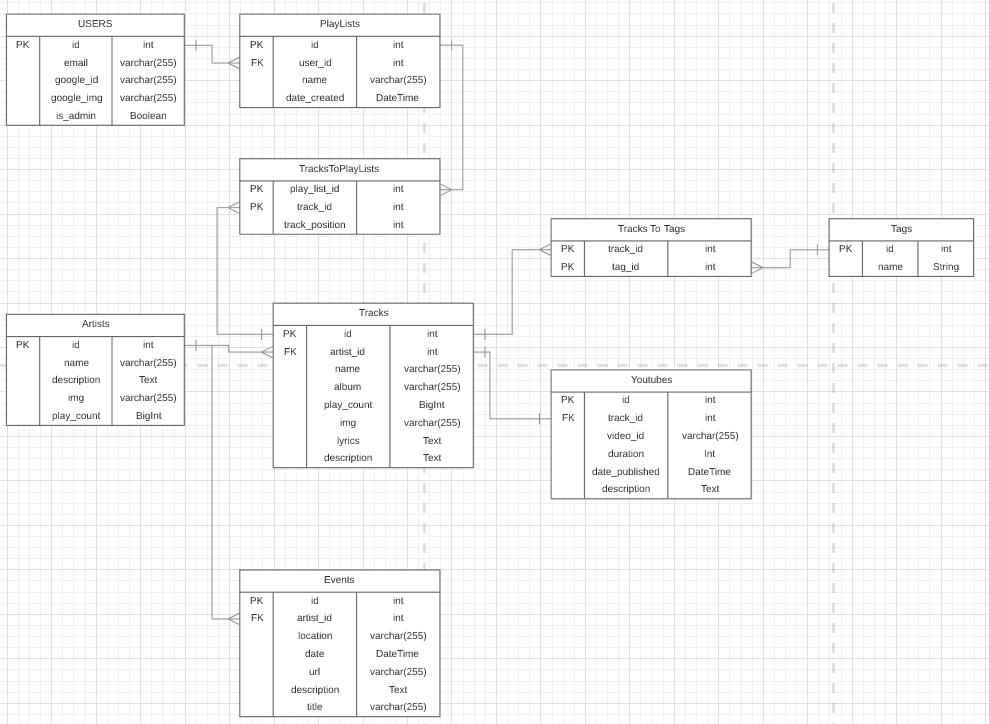 USERS
PK id int
email varchar(255)
google_id varchar(255)
google_img varchar(255)
is_admin Boolean
PlayLists
PK id int
FK user_id int
name varchar(255)
date_created DateTime
TracksToPlayLists
PK play_list_id int
PK track_id int
track_position int
Tracks To Tags
PK track_id int
PK tag_id int
Tags
PK id int
name String
Artists
PK id int
name varchar(255)
description Text
img varchar(255)
play_count BigInt
Tracks
PK id int
FK artist_id int
name varchar(255)
album varchar(255)
play_count BigInt
img varchar(255)
lyrics Text
description Text
Youtubes
PK id int
FK track_id int
video_id varchar(255)
duration Int
date_published DateTime
description Text
Events
PK id int
FK artist_id int
location varchar(255)
date DateTime
url varchar(255)
description Text
title varchar(255)